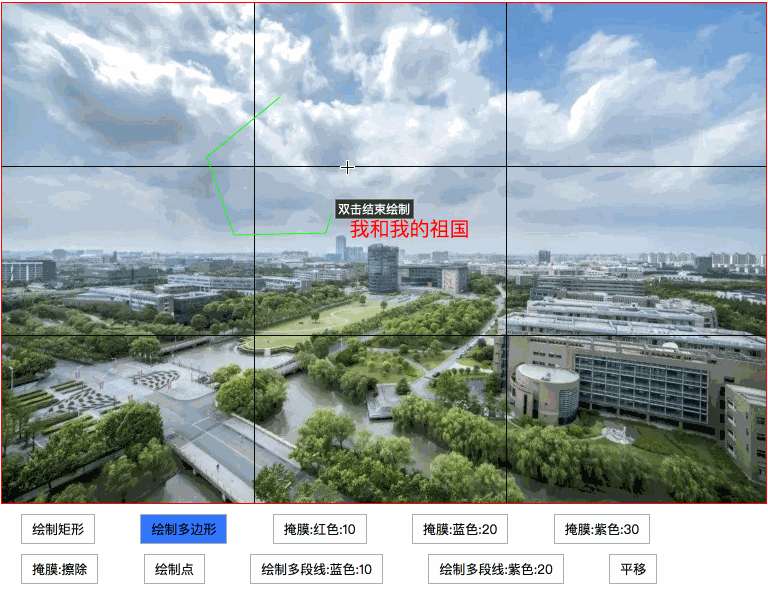 双击结束绘制
我和我的祖国
绘制矩形
绘制多边形
掩膜:红色:10
掩膜:蓝色:20
掩膜:紫色:30
掩膜:擦除
绘制点
绘制多段线:蓝色:10
绘制多段线:紫色:20
平移